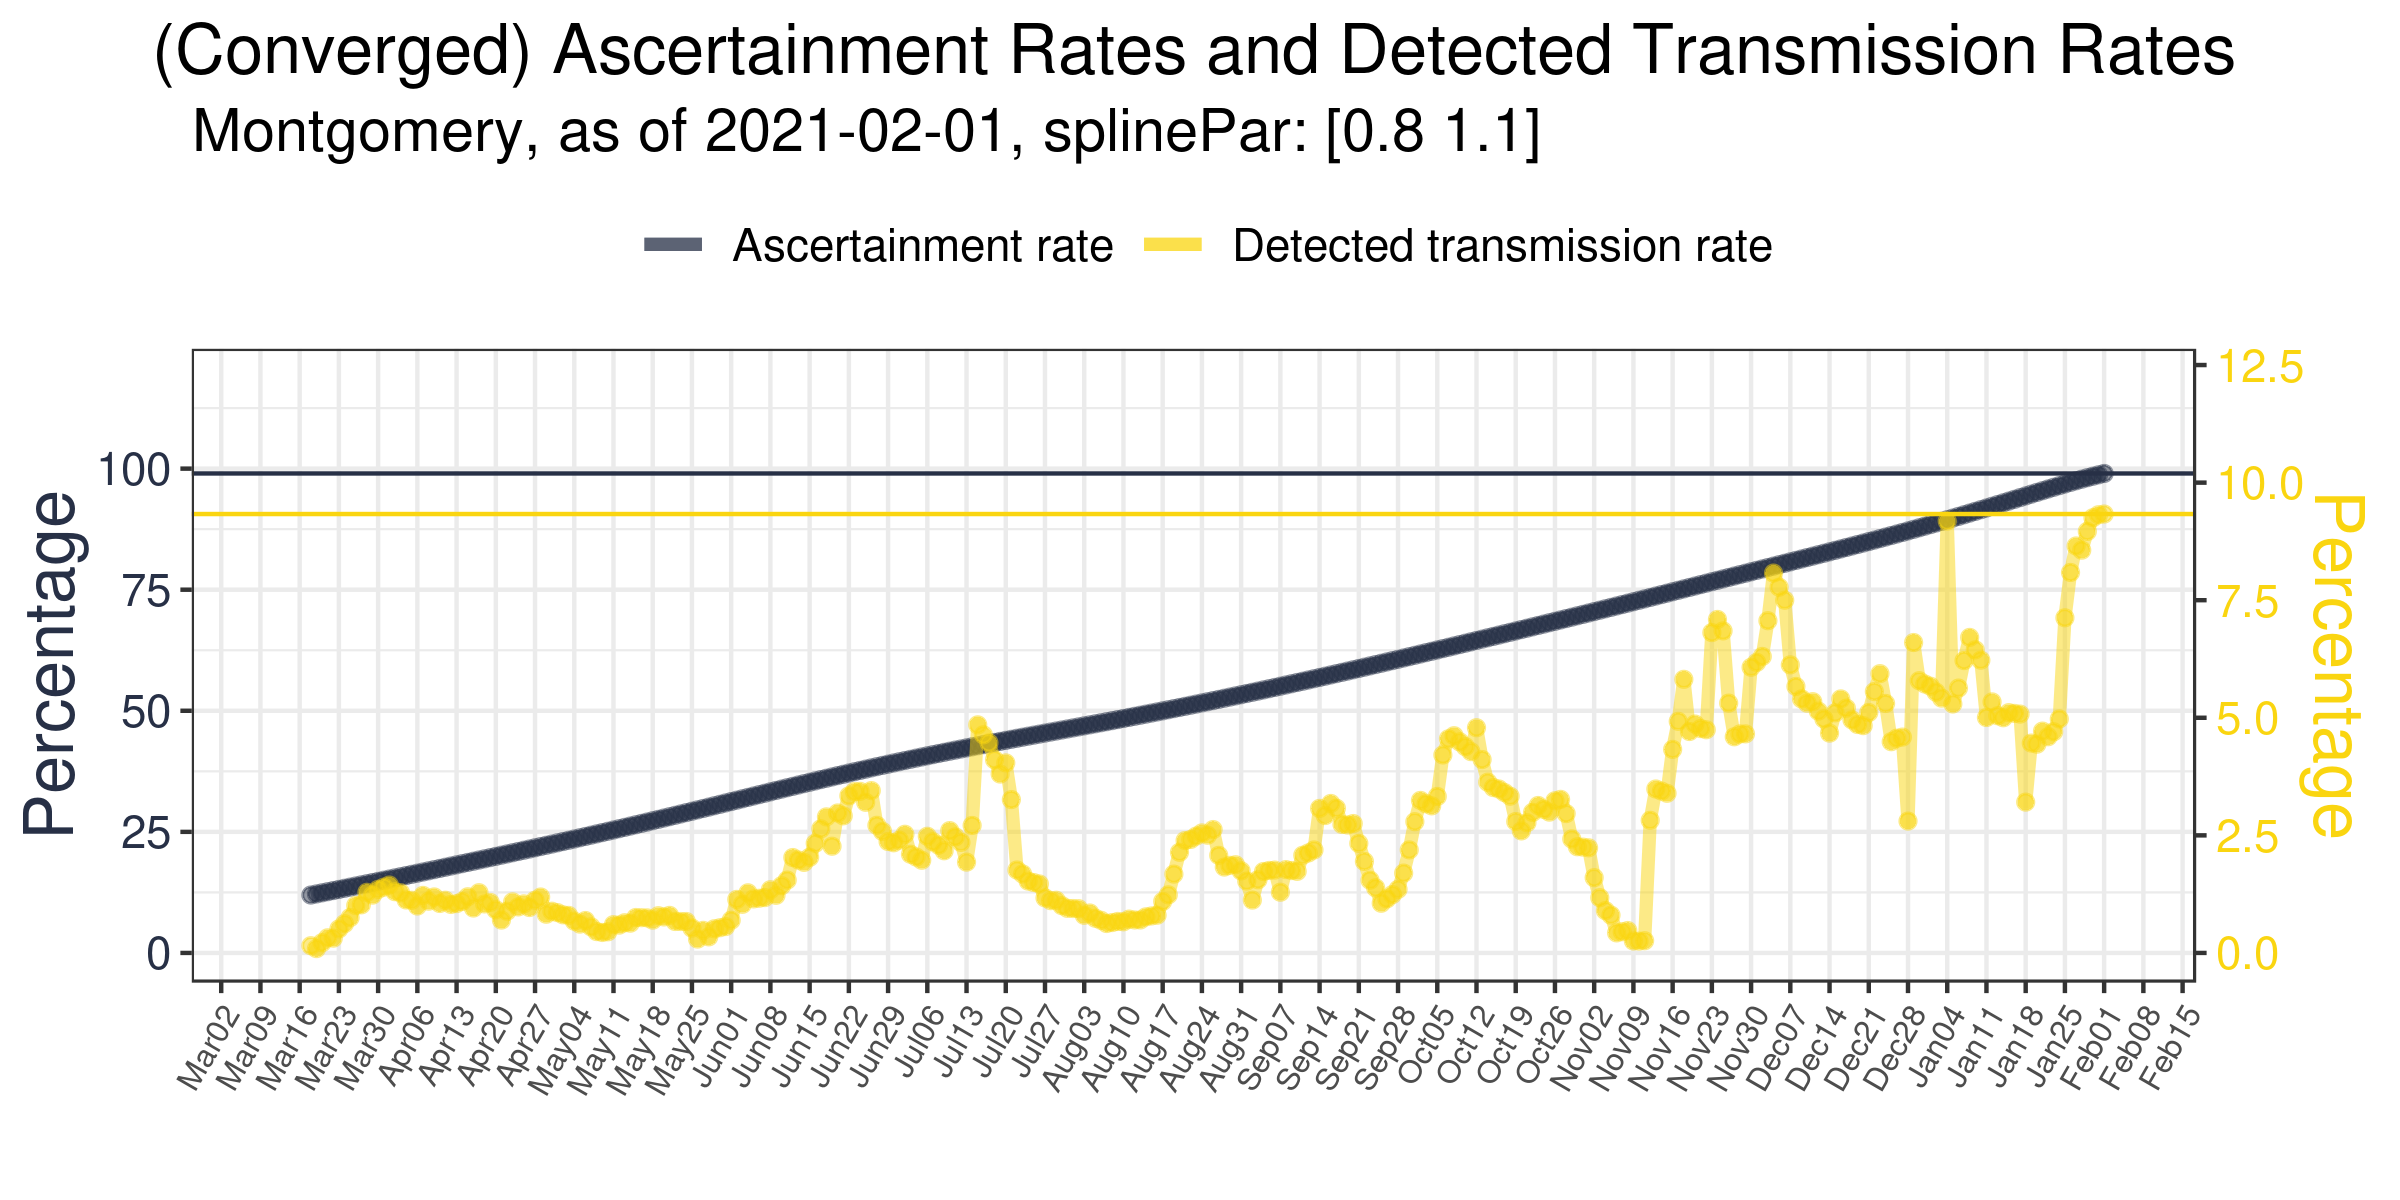 (Converged) Ascertainment Rates and Detected Transmission Rates
Montgomery, as of 2021-02-01, splinePar: [0.8 1.1]
Ascertainment rate
Detected transmission rate
Percentage
100
75
50
25
0
12.5
10.0
7.5
5.0
2.5
0.0
Percentage
Mar02
Mar09
Mar16
Mar23
Mar30
Apr06
Apr13
Apr20
Apr27
May04
May11
May18
May25
Jun01
Jun08
Jun15
Jun22
Jun29
Jul06
Jul13
Jul20
Jul27
Aug03
Aug10
Aug17
Aug24
Aug31
Sep07
Sep14
Sep21
Sep28
Oct05
Oct12
Oct19
Oct26
Nov02
Nov09
Nov16
Nov23
Nov30
Dec07
Dec14
Dec21
Dec28
Jan04
Jan11
Jan18
Jan25
Feb01
Feb08
Feb15